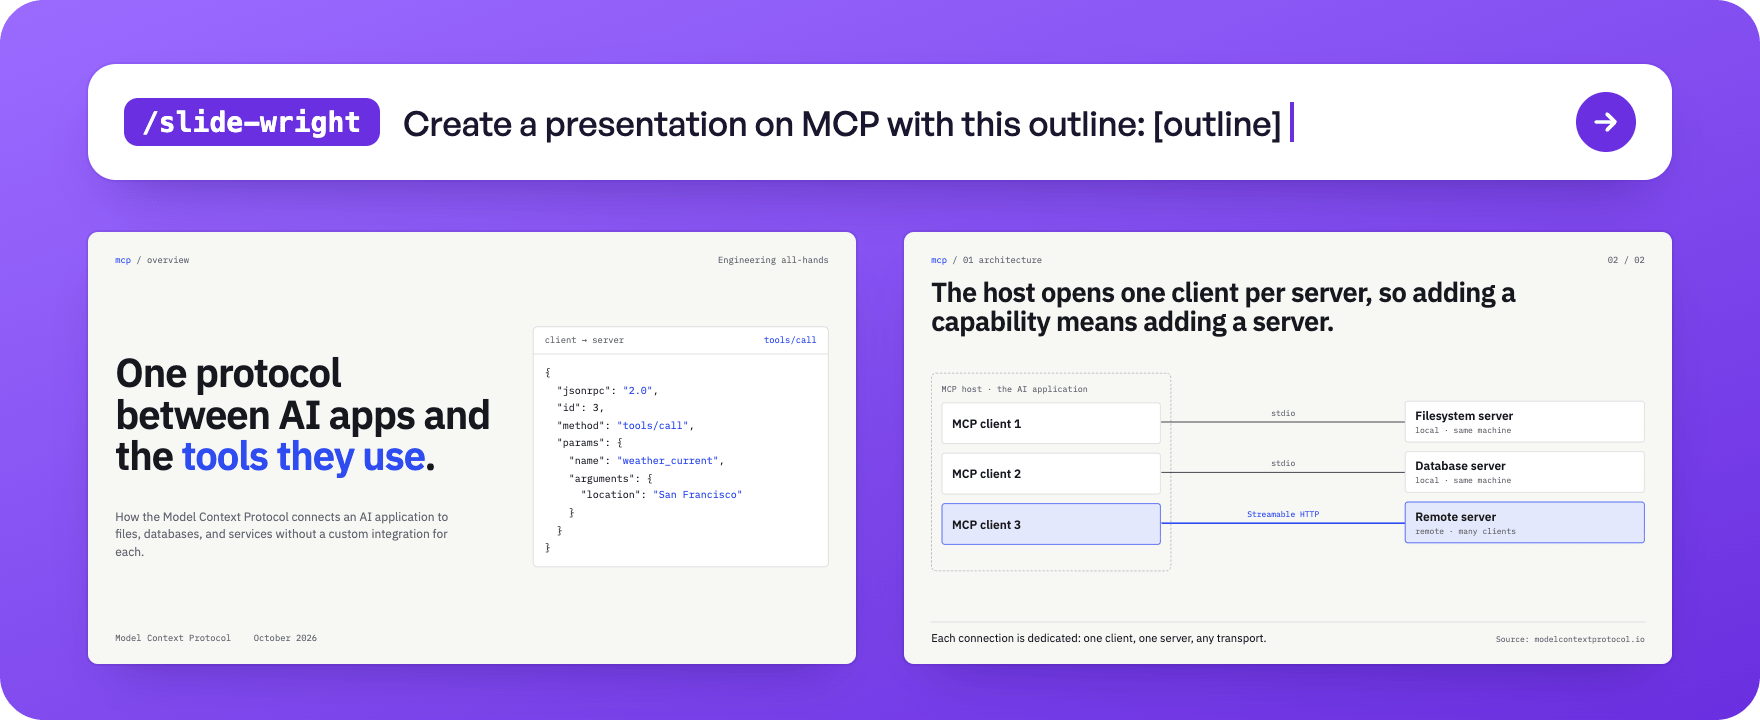 /slide-wright Create a presentation on MCP with this outline: [outline]
mcp / overview
Engineering all-hands
One protocol
between AI apps and
the tools they use.
How the Model Context Protocol connects an AI application to
files, databases, and services without a custom integration for
each.
client → server
tools/call
{
"jsonrpc": "2.0",
"id": 3,
"method": "tools/call",
"params": {
"name": "weather_current",
"arguments": {
"location": "San Francisco"
}
}
}
Model Context Protocol
October 2026
mcp / 01 architecture
02 / 02
The host opens one client per server, so adding a
capability means adding a server.
MCP host · the AI application
MCP client 1
stdio
Filesystem server
local · same machine
MCP client 2
stdio
Database server
local · same machine
MCP client 3
Streamable HTTP
Remote server
remote · many clients
Each connection is dedicated: one client, one server, any transport.
Source: modelcontextprotocol.io